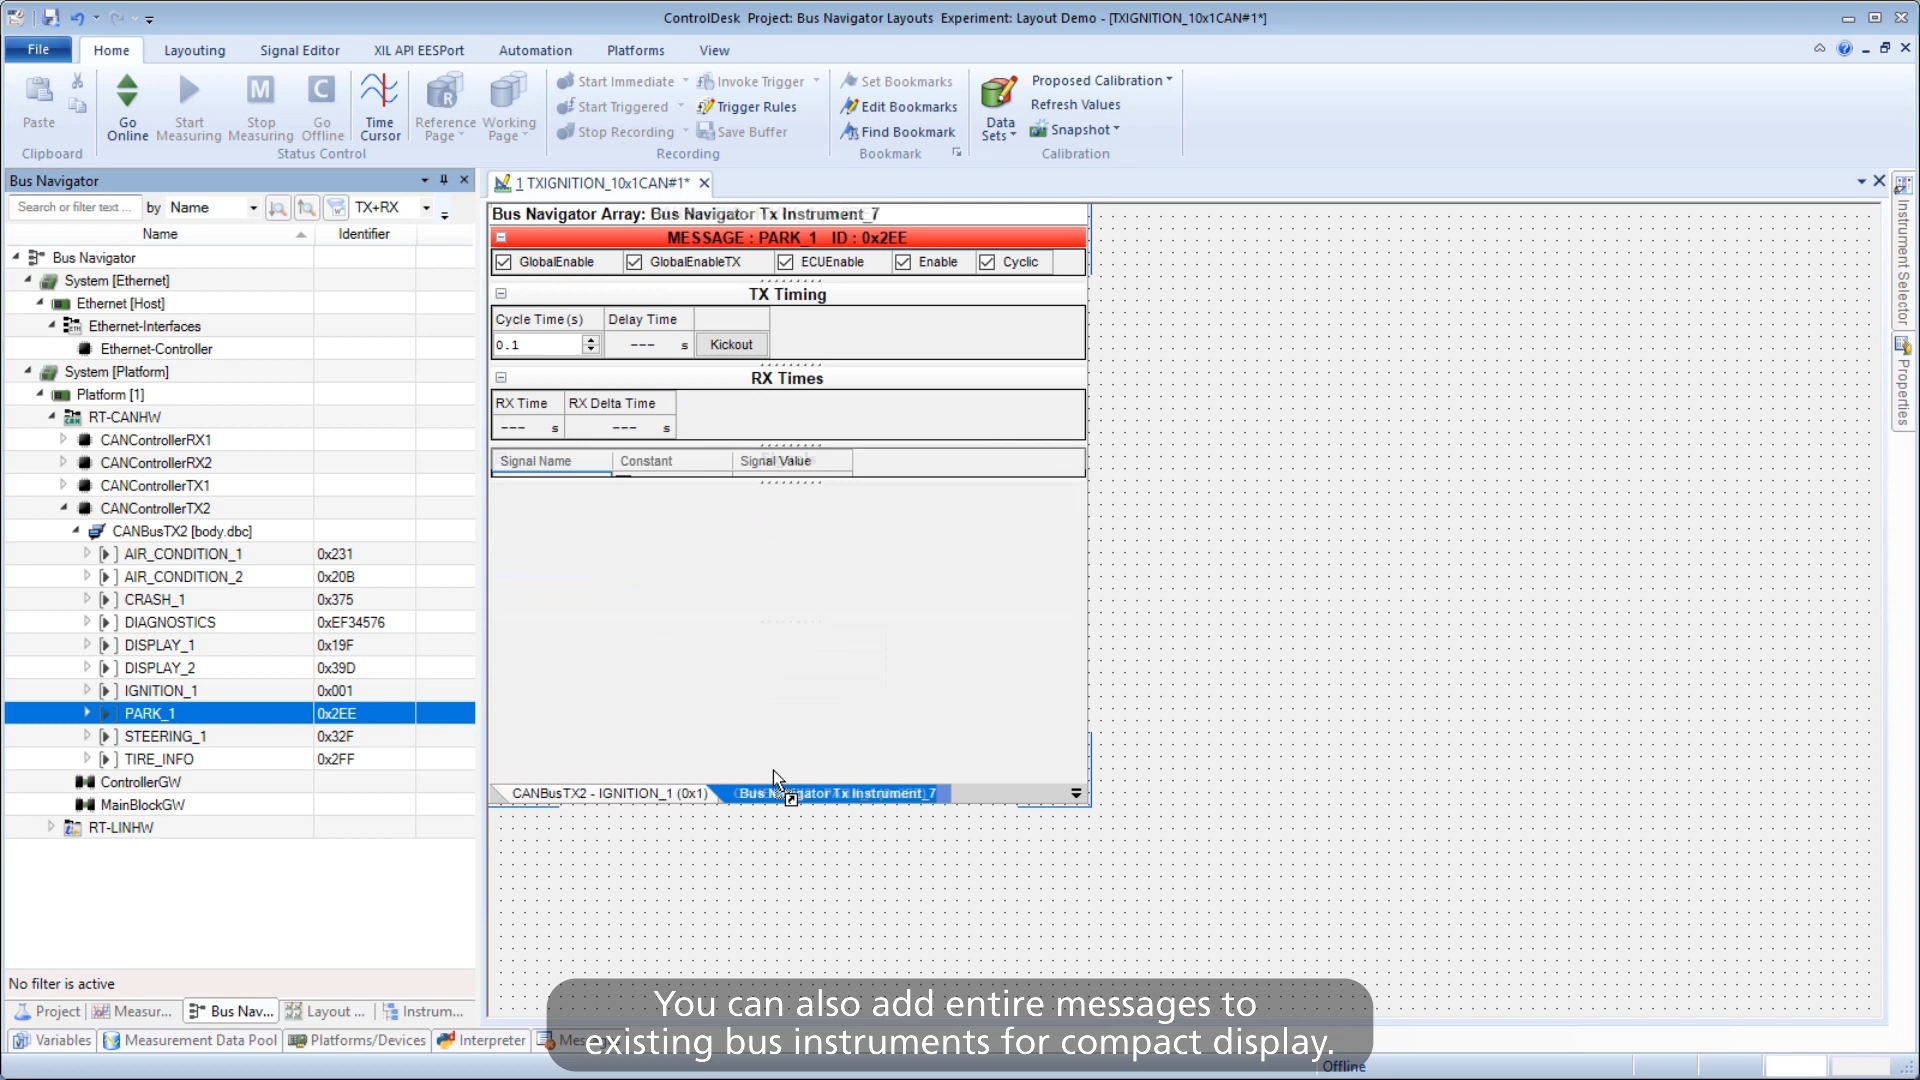 ControlDesk Project: Bus Navigator Layouts Experiment: Layout Demo - [TXIGNITION_10x1CAN#1*]
File Home Layouting Signal Editor XIL API EESPort Automation Platforms View
Paste
Clipboard
Go Online
Start Measuring
Stop Measuring
Go Offline
Status Control
Time Cursor
Reference Page
Working Page
Start Immediate Invoke Trigger
Start Triggered Trigger Rules
Stop Recording Save Buffer
Recording
Set Bookmarks
Edit Bookmarks
Find Bookmark
Bookmark
Data Sets
Proposed Calibration
Refresh Values
Snapshot
Calibration
Bus Navigator
Search or filter text ... by Name TX+RX
Name Identifier
Bus Navigator
System [Ethernet]
Ethernet [Host]
Ethernet-Interfaces
Ethernet-Controller
System [Platform]
Platform [1]
RT-CANHW
CANControllerRX1
CANControllerRX2
CANControllerTX1
CANControllerTX2
CANBusTX2 [body.dbc]
AIR_CONDITION_1 0x231
AIR_CONDITION_2 0x20B
CRASH_1 0x375
DIAGNOSTICS 0xEF34576
DISPLAY_1 0x19F
DISPLAY_2 0x39D
IGNITION_1 0x001
PARK_1 0x2EE
STEERING_1 0x32F
TIRE_INFO 0x2FF
ControllerGW
MainBlockGW
RT-LINHW
No filter is active
Project Measur... Bus Nav... Layout ... Instrum...
Variables Measurement Data Pool Platforms/Devices Interpreter
1 TXIGNITION_10x1CAN#1*
Bus Navigator Array: Bus Navigator Tx Instrument_7
MESSAGE : PARK_1 ID : 0x2EE
GlobalEnable GlobalEnableTX ECUEnable Enable Cyclic
TX Timing
Cycle Time (s) Delay Time
0.1 --- s Kickout
RX Times
RX Time RX Delta Time
--- s --- s
Signal Name Constant Signal Value
CANBusTX2 - IGNITION_1 (0x1) Bus Navigator Tx Instrument_7
Instrument Selector
Properties
You can also add entire messages to
existing bus instruments for compact display.
Offline